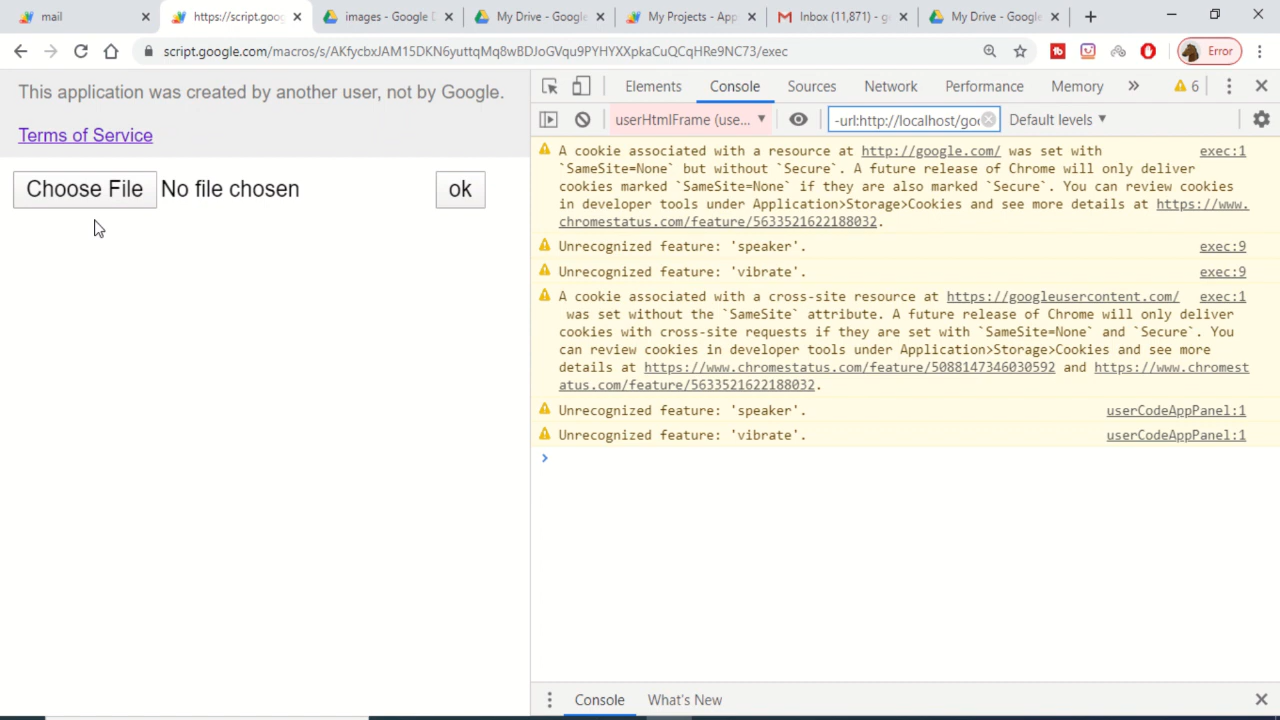 mail
https://script.goog
images - Google D
My Drive - Google
My Projects - App
Inbox (11,871) - g
My Drive - Google
script.google.com/macros/s/AKfycbxJAM15DKN6yuttqMq8wBDJoGVqu9PYHYXXpkaCuQCqHRe9NC73/exec
Error
This application was created by another user, not by Google.
Terms of Service
Choose File No file chosen ok
Elements Console Sources Network Performance Memory 6
userHtmlFrame (use... -url:http://localhost/goo Default levels
A cookie associated with a resource at http://google.com/ was set with exec:1
`SameSite=None` but without `Secure`. A future release of Chrome will only deliver
cookies marked `SameSite=None` if they are also marked `Secure`. You can review cookies
in developer tools under Application>Storage>Cookies and see more details at https://www.
chromestatus.com/feature/5633521622188032.
Unrecognized feature: 'speaker'. exec:9
Unrecognized feature: 'vibrate'. exec:9
A cookie associated with a cross-site resource at https://googleusercontent.com/ exec:1
was set without the `SameSite` attribute. A future release of Chrome will only deliver
cookies with cross-site requests if they are set with `SameSite=None` and `Secure`. You
can review cookies in developer tools under Application>Storage>Cookies and see more
details at https://www.chromestatus.com/feature/5088147346030592 and https://www.chromest
atus.com/feature/5633521622188032.
Unrecognized feature: 'speaker'. userCodeAppPanel:1
Unrecognized feature: 'vibrate'. userCodeAppPanel:1
Console What's New